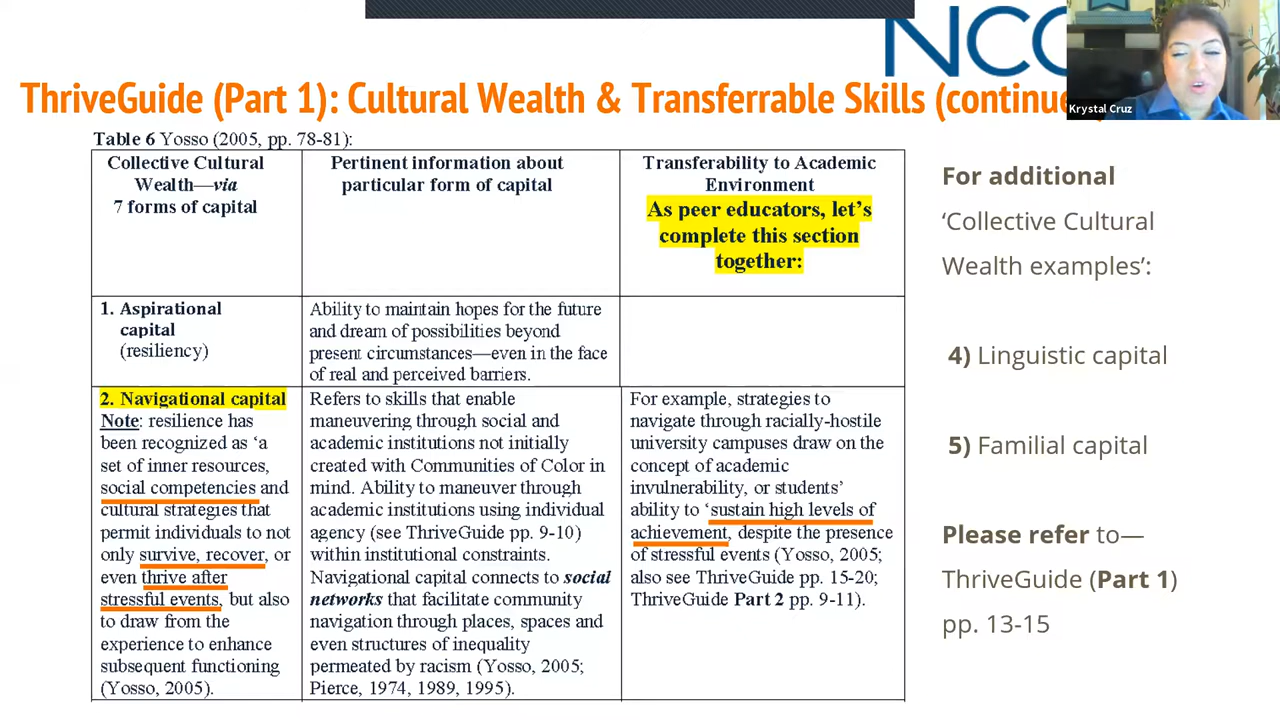 NCC
Krystal Cruz
ThriveGuide (Part 1): Cultural Wealth & Transferrable Skills
Table 6 Yosso (2005, pp. 78-81):
Collective Cultural
Wealth—via
7 forms of capital
Pertinent information about
particular form of capital
Transferability to Academic
Environment
As peer educators, let's
complete this section
together:
1. Aspirational
capital
(resiliency)
Ability to maintain hopes for the future
and dream of possibilities beyond
present circumstances—even in the face
of real and perceived barriers.
2. Navigational capital
Note: resilience has
been recognized as ‘a
set of inner resources,
social competencies and
cultural strategies that
permit individuals to not
only survive, recover, or
even thrive after
stressful events, but also
to draw from the
experience to enhance
subsequent functioning
(Yosso, 2005).
Refers to skills that enable
maneuvering through social and
academic institutions not initially
created with Communities of Color in
mind. Ability to maneuver through
academic institutions using individual
agency (see ThriveGuide pp. 9-10)
within institutional constraints.
Navigational capital connects to social
networks that facilitate community
navigation through places, spaces and
even structures of inequality
permeated by racism (Yosso, 2005;
Pierce, 1974, 1989, 1995).
For example, strategies to
navigate through racially-hostile
university campuses draw on the
concept of academic
invulnerability, or students’
ability to ‘sustain high levels of
achievement, despite the presence
of stressful events (Yosso, 2005;
also see ThriveGuide pp. 15-20;
ThriveGuide Part 2 pp. 9-11).
For additional
‘Collective Cultural
Wealth examples’:
4) Linguistic capital
5) Familial capital
Please refer to—
ThriveGuide (Part 1)
pp. 13-15